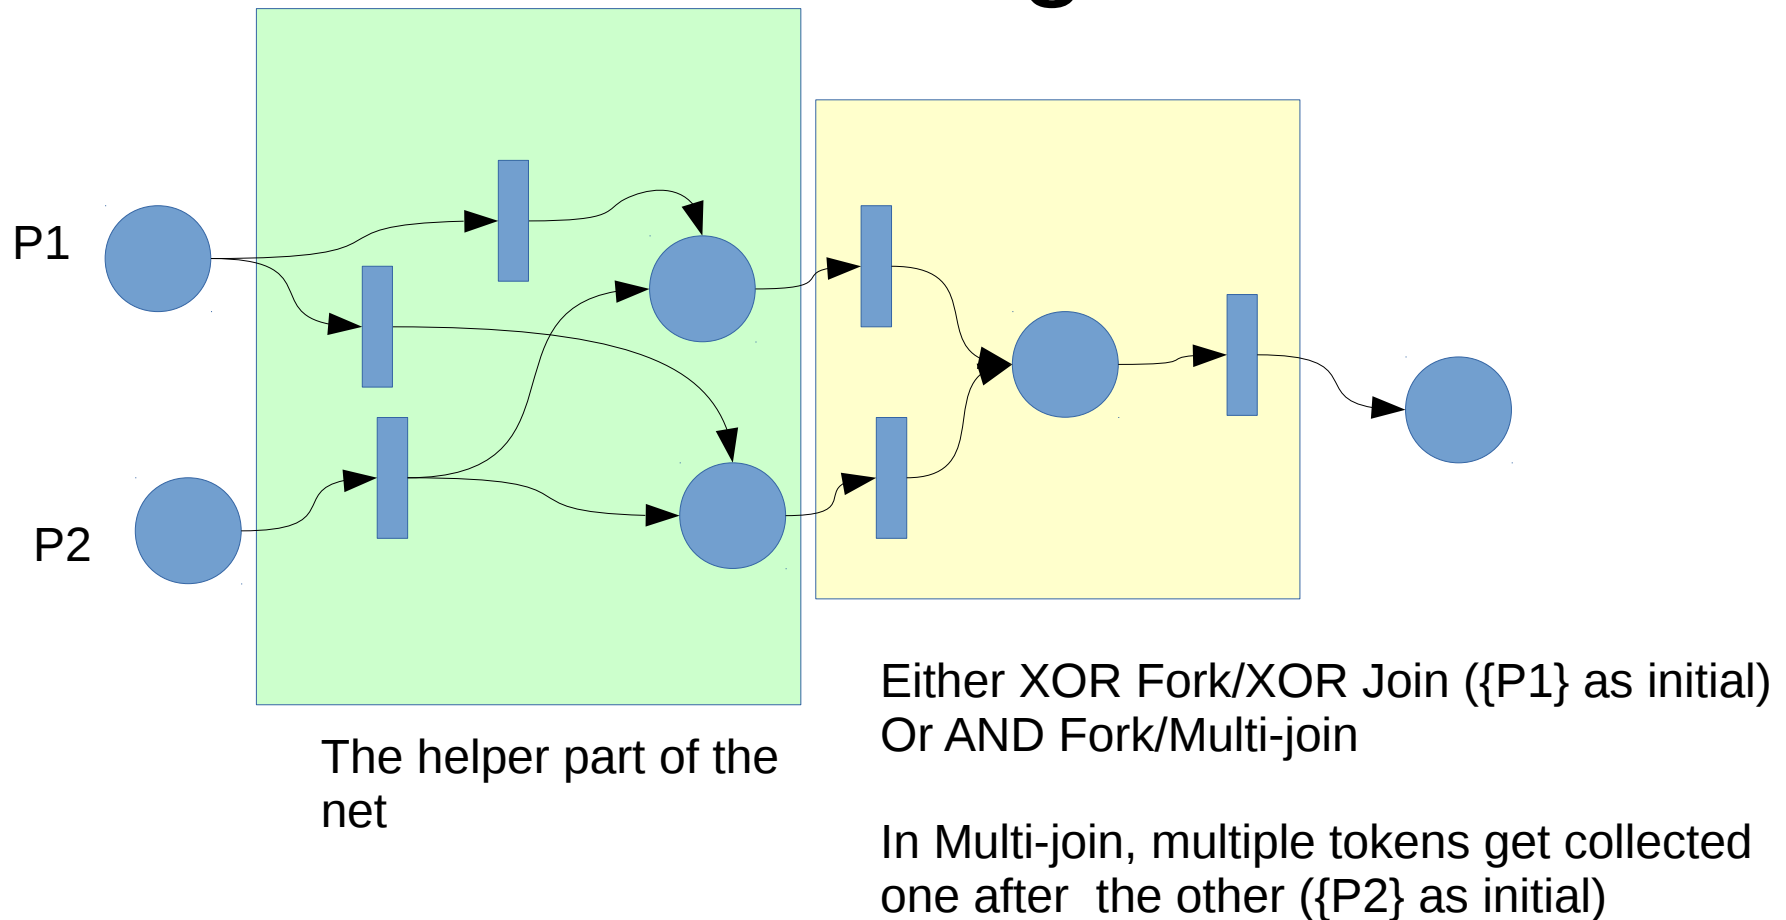 P1
P2
The helper part of the
net
Either XOR Fork/XOR Join ({P1} as initial)
Or AND Fork/Multi-join
In Multi-join, multiple tokens get collected
one after  the other ({P2} as initial)